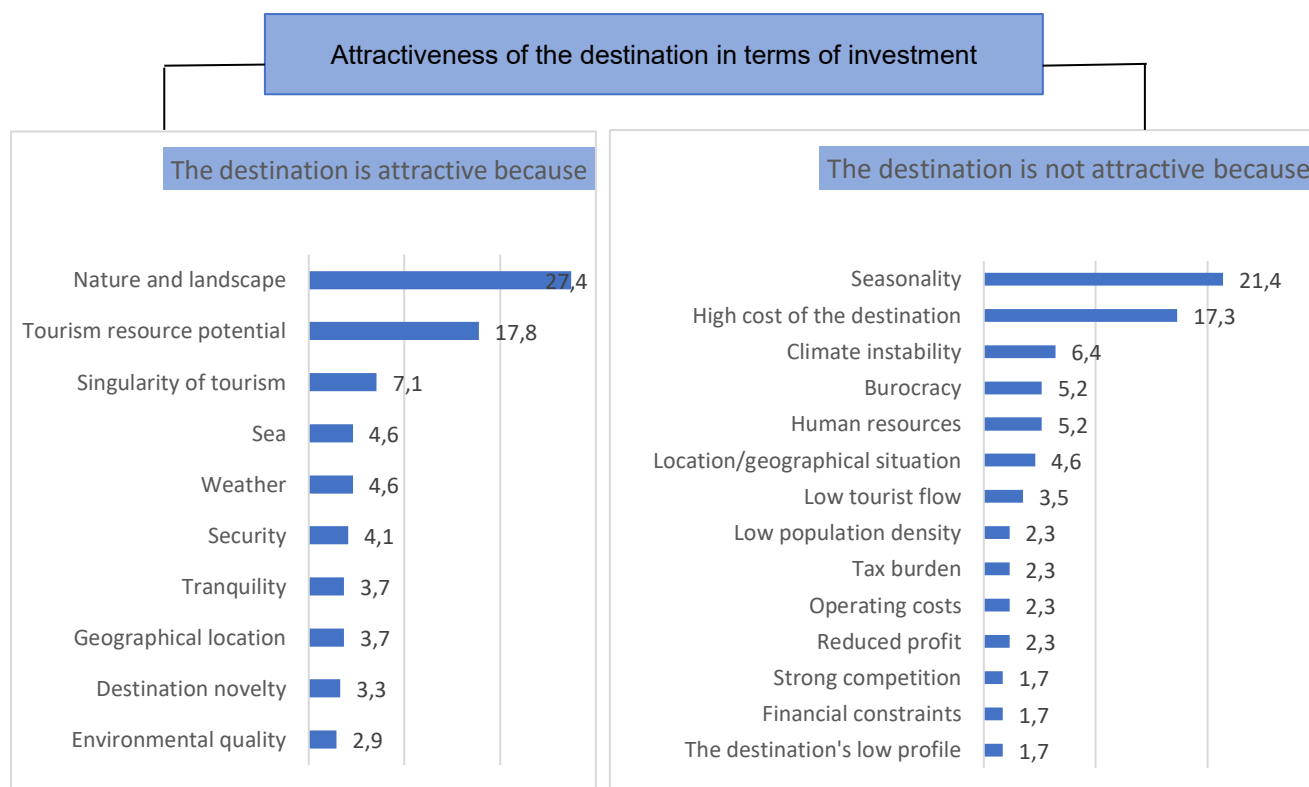 Attractiveness of the destination in terms of investment
The destination is attractive because
Nature and landscape 27,4
Tourism resource potential 17,8
Singularity of tourism 7,1
Sea 4,6
Weather 4,6
Security 4,1
Tranquility 3,7
Geographical location 3,7
Destination novelty 3,3
Environmental quality 2,9
The destination is not attractive because
Seasonality 21,4
High cost of the destination 17,3
Climate instability 6,4
Burocracy 5,2
Human resources 5,2
Location/geographical situation 4,6
Low tourist flow 3,5
Low population density 2,3
Tax burden 2,3
Operating costs 2,3
Reduced profit 2,3
Strong competition 1,7
Financial constraints 1,7
The destination's low profile 1,7